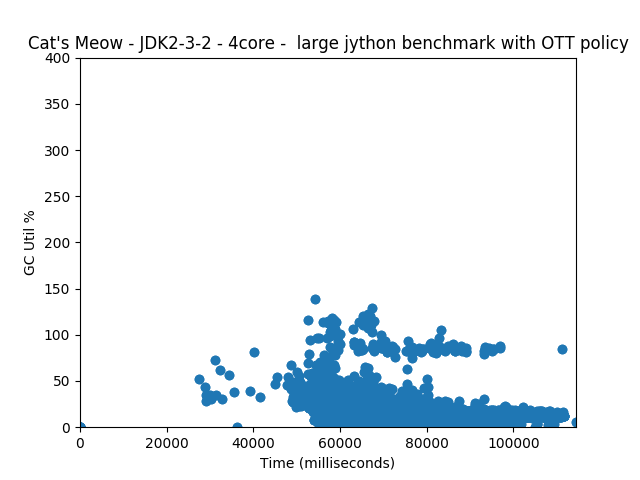 Cat's Meow - JDK2-3-2 - 4core -  large jython benchmark with OTT policy
400
350
300
250
200
150
100
50
0
GC Util %
0 20000 40000 60000 80000 100000
Time (milliseconds)